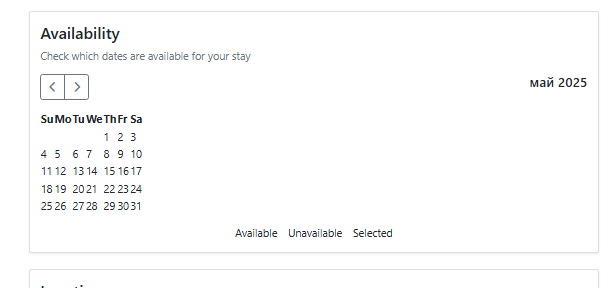 Availability
Check which dates are available for your stay
май 2025
Su Mo Tu We Th Fr Sa
1 2 3
4 5 6 7 8 9 10
11 12 13 14 15 16 17
18 19 20 21 22 23 24
25 26 27 28 29 30 31
Available Unavailable Selected